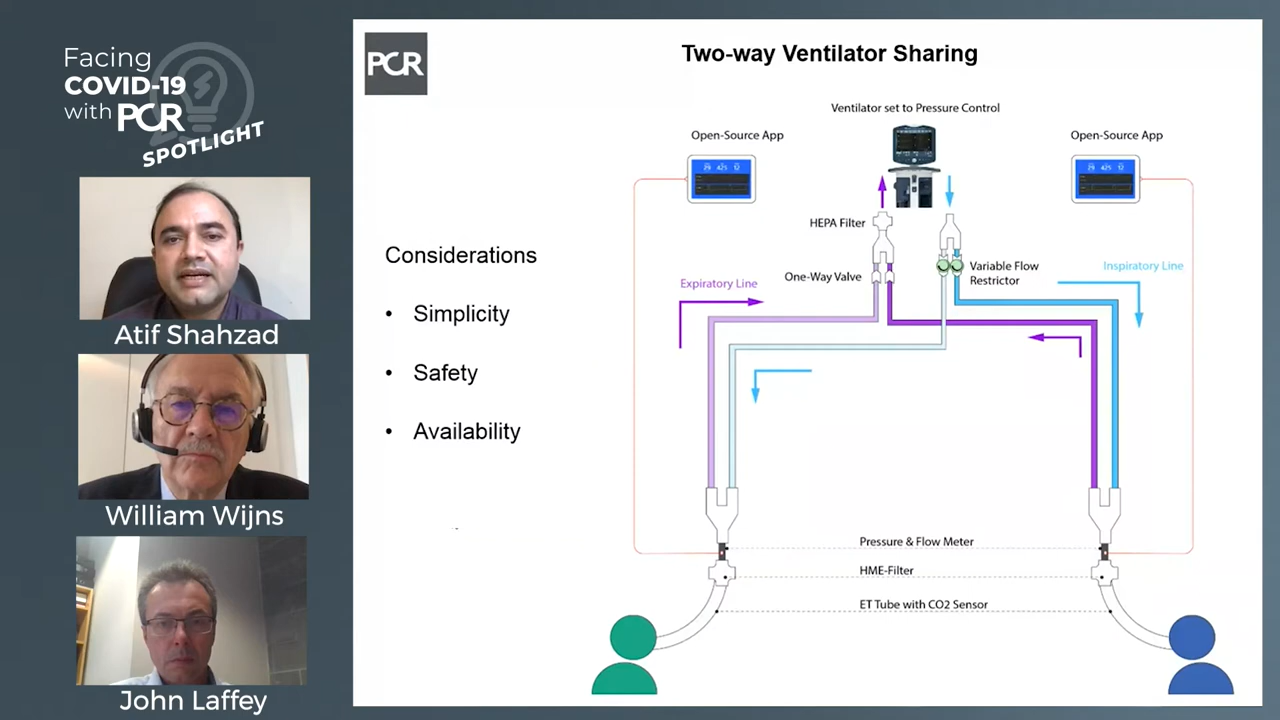 Facing
COVID-19
with PCR
SPOTLIGHT
Atif Shahzad
William Wijns
John Laffey
PCR
Two-way Ventilator Sharing
Ventilator set to Pressure Control
Open-Source App
Open-Source App
HEPA Filter
One-Way Valve
Variable Flow
Restrictor
Expiratory Line
Inspiratory Line
Considerations
• Simplicity
• Safety
• Availability
Pressure & Flow Meter
HME-Filter
ET Tube with CO2 Sensor